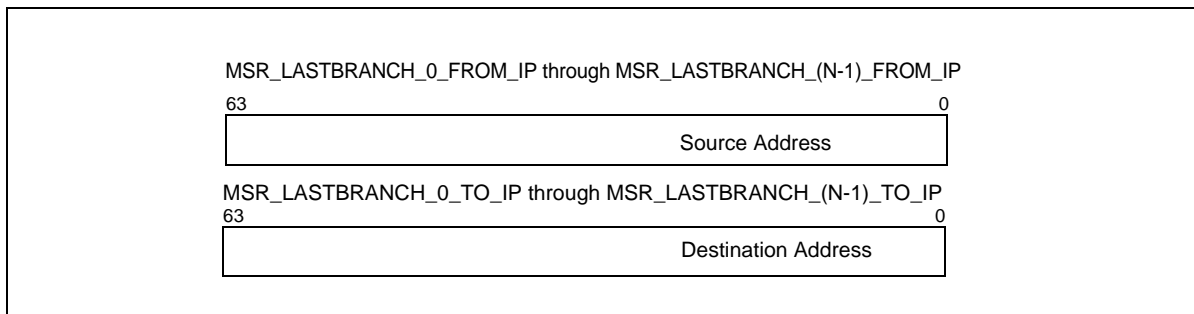 MSR_LASTBRANCH_0_FROM_IP through MSR_LASTBRANCH_(N-1)_FROM_IP
63 0
Source Address
MSR_LASTBRANCH_0_TO_IP through MSR_LASTBRANCH_(N-1)_TO_IP
63 0
Destination Address